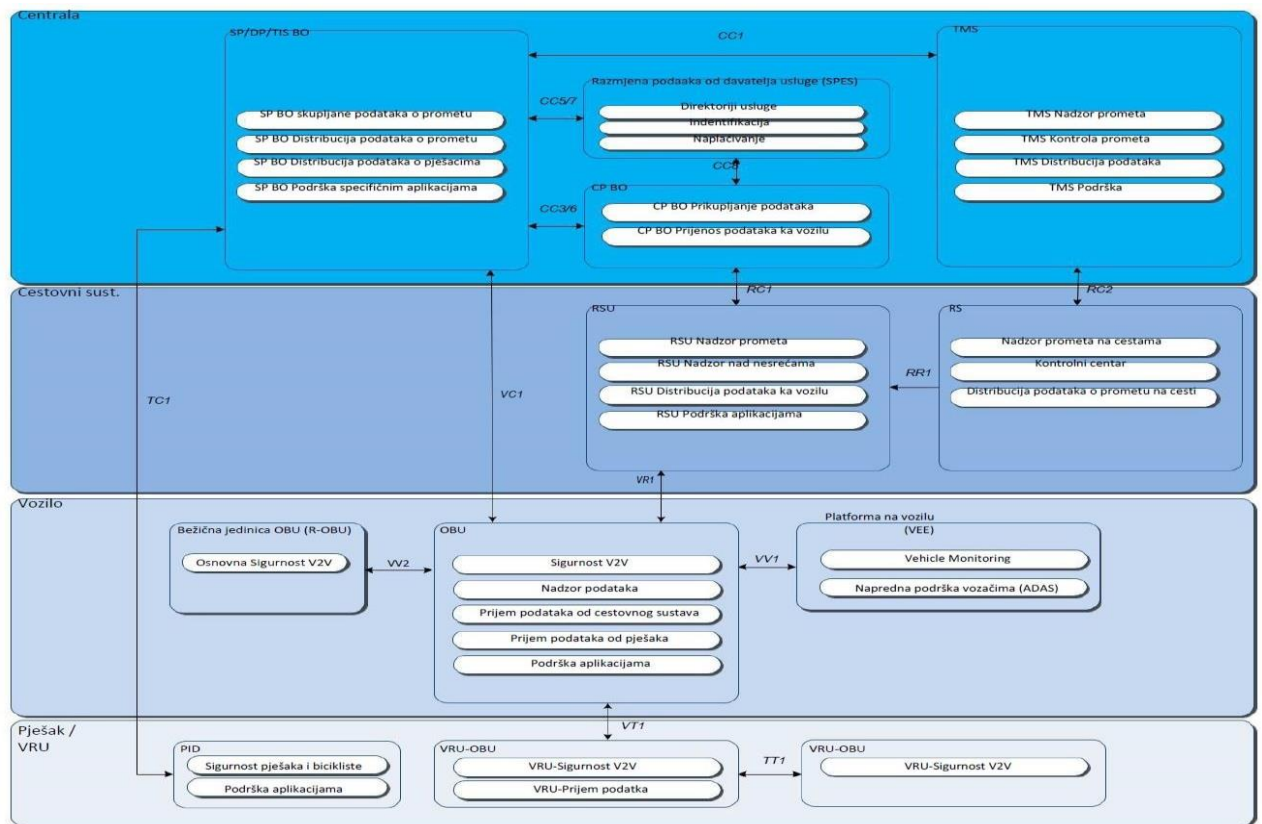 Centrala
SP/DP/TIS BO
SP BO skupljane podataka o prometu
SP BO Distribucija podataka o prometu
SP BO Distribucija podataka o pješacima
SP BO Podrška specifičnim aplikacijama
CC1
CC5/7
Razmjena podaaka od davatelja usluge (SPES)
Direktoriji usluge
Indentifikacija
Naplaćivanje
CC8
CC3/6
CP BO
CP BO Prikupljanje podataka
CP BO Prijenos podataka ka vozilu
TMS
TMS Nadzor prometa
TMS Kontrola prometa
TMS Distribucija podataka
TMS Podrška
RC1
RC2
Cestovni sust.
TC1
VC1
RSU
RSU Nadzor prometa
RSU Nadzor nad nesrećama
RSU Distribucija podataka ka vozilu
RSU Podrška aplikacijama
RR1
RS
Nadzor prometa na cestama
Kontrolni centar
Distribucija podataka o prometu na cesti
VR1
Vozilo
Bežična jedinica OBU (R-OBU)
Osnovna Sigurnost V2V
VV2
OBU
Sigurnost V2V
Nadzor podataka
Prijem podataka od cestovnog sustava
Prijem podataka od pješaka
Podrška aplikacijama
VV1
Platforma na vozilu
(VEE)
Vehicle Monitoring
Napredna podrška vozačima (ADAS)
VT1
Pješak /
VRU
PID
Sigurnost pješaka i bicikliste
Podrška aplikacijama
VRU-OBU
VRU-Sigurnost V2V
VRU-Prijem podatka
TT1
VRU-OBU
VRU-Sigurnost V2V